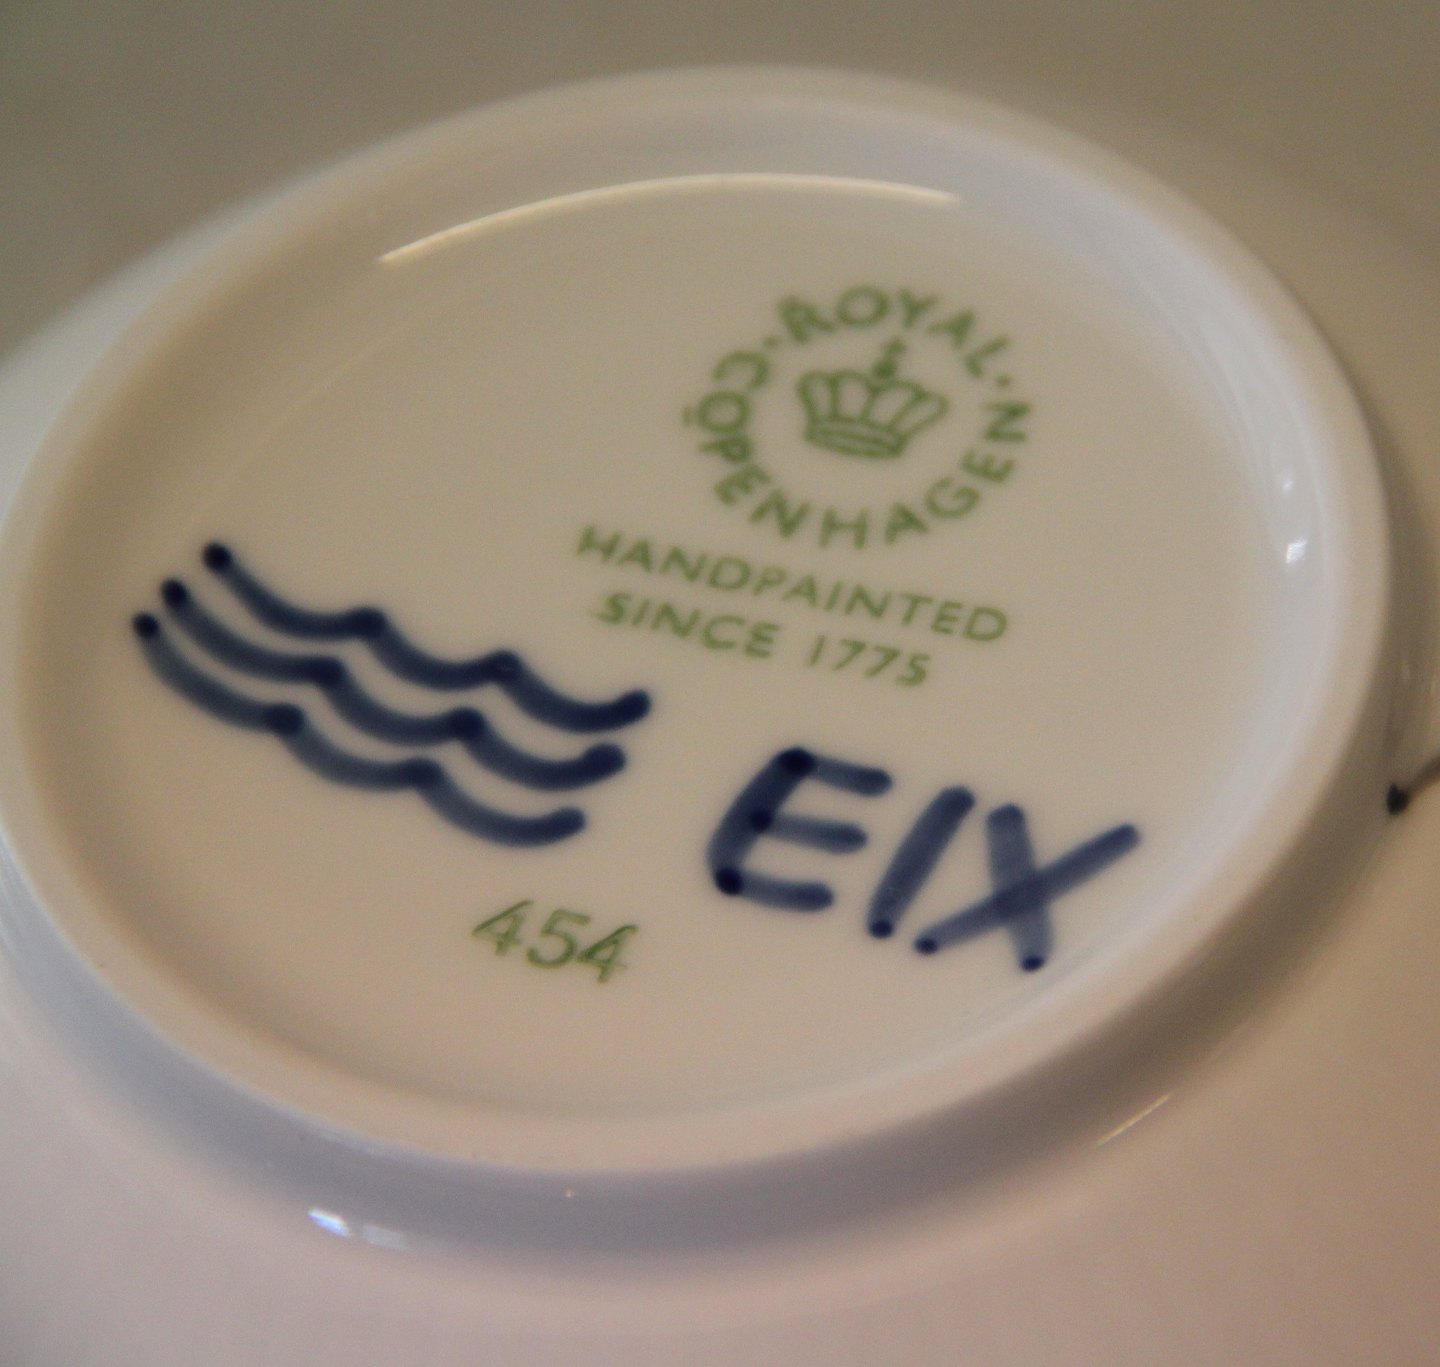 ROYAL · COPENHAGEN ·
HANDPAINTED
SINCE 1775
EIX
454